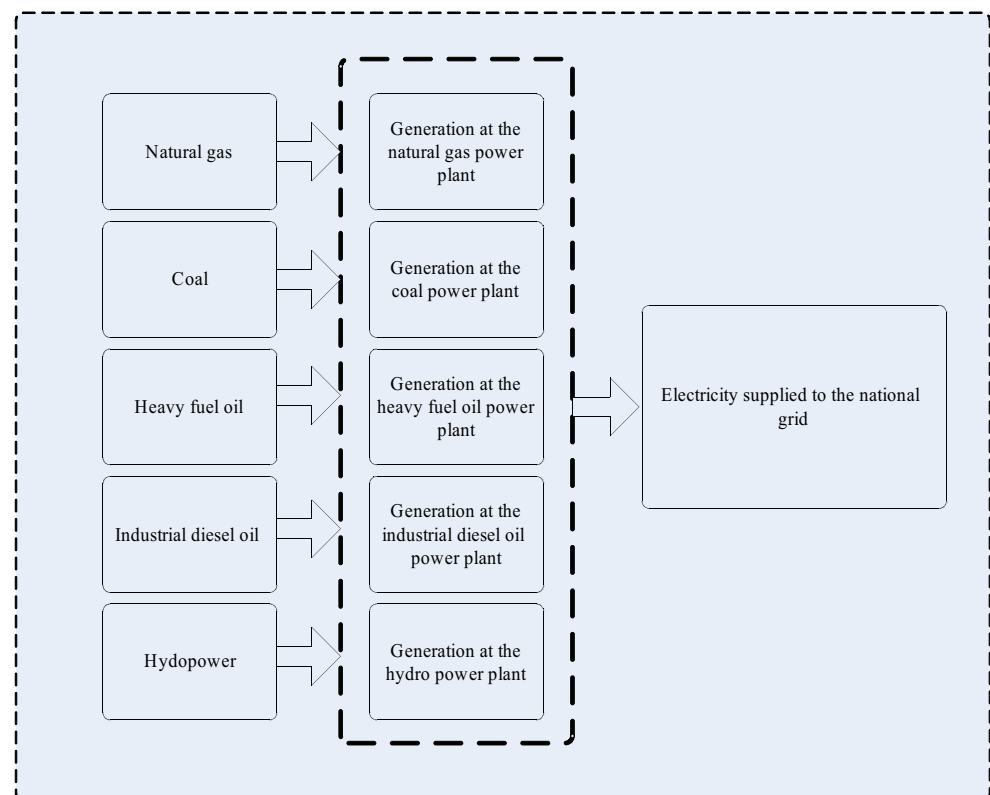 Natural gas
Generation at the
natural gas power
plant
Coal
Generation at the
coal power plant
Heavy fuel oil
Generation at the
heavy fuel oil power
plant
Electricity supplied to the national
grid
Industrial diesel oil
Generation at the
industrial diesel oil
power plant
Hydopower
Generation at the
hydro power plant